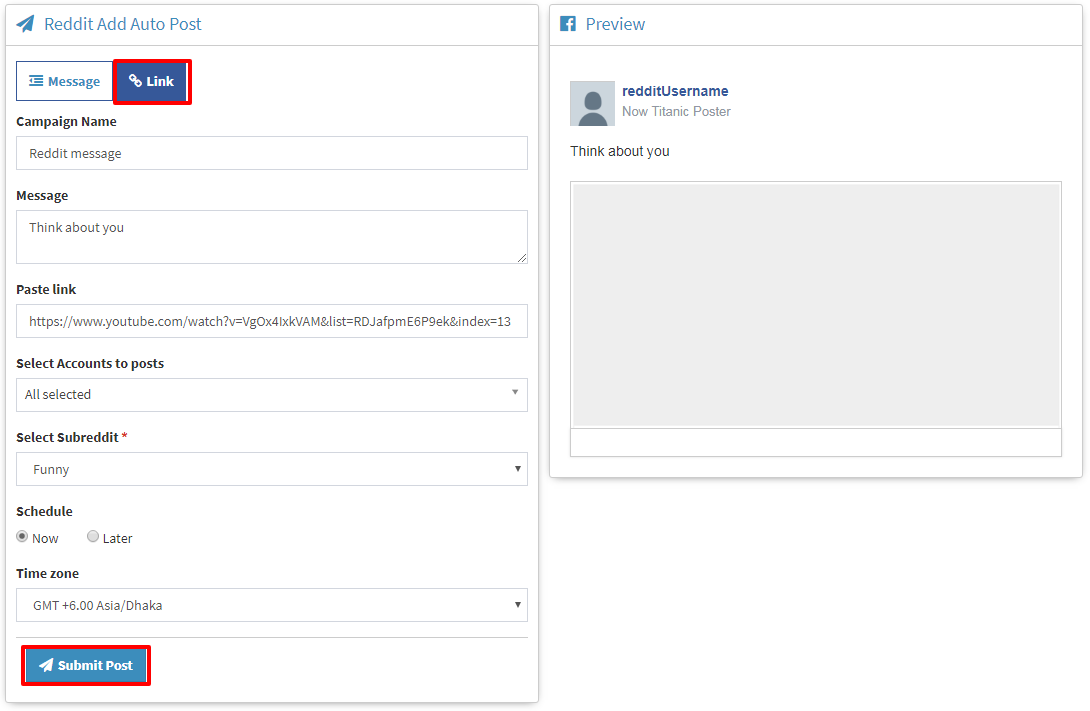 Reddit Add Auto Post
Message Link
Campaign Name
Reddit message
Message
Think about you
Paste link
https://www.youtube.com/watch?v=VgOx4IxkVAM&list=RDJafpmE6P9ek&index=13
Select Accounts to posts
All selected
Select Subreddit *
Funny
Schedule
Now Later
Time zone
GMT +6.00 Asia/Dhaka
Submit Post
Preview
redditUsername
Now Titanic Poster
Think about you